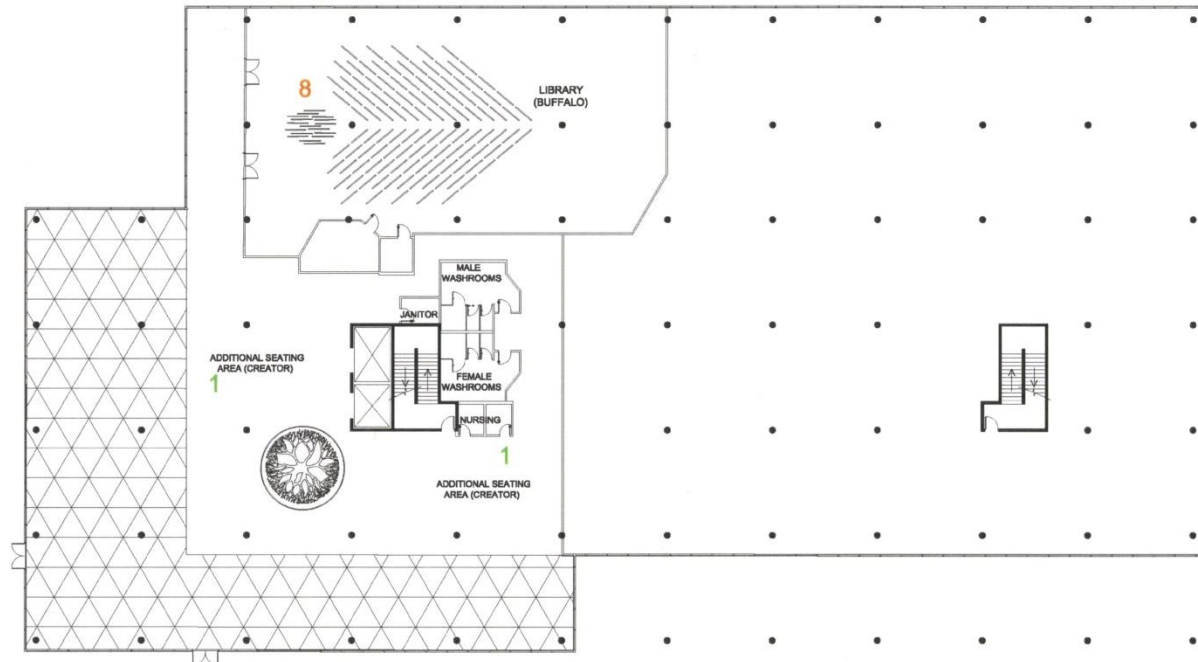 8
LIBRARY
(BUFFALO)
MALE
WASHROOMS
JANITOR
ADDITIONAL SEATING
AREA (CREATOR)
1
FEMALE
WASHROOMS
NURSING
1
ADDITIONAL SEATING
AREA (CREATOR)